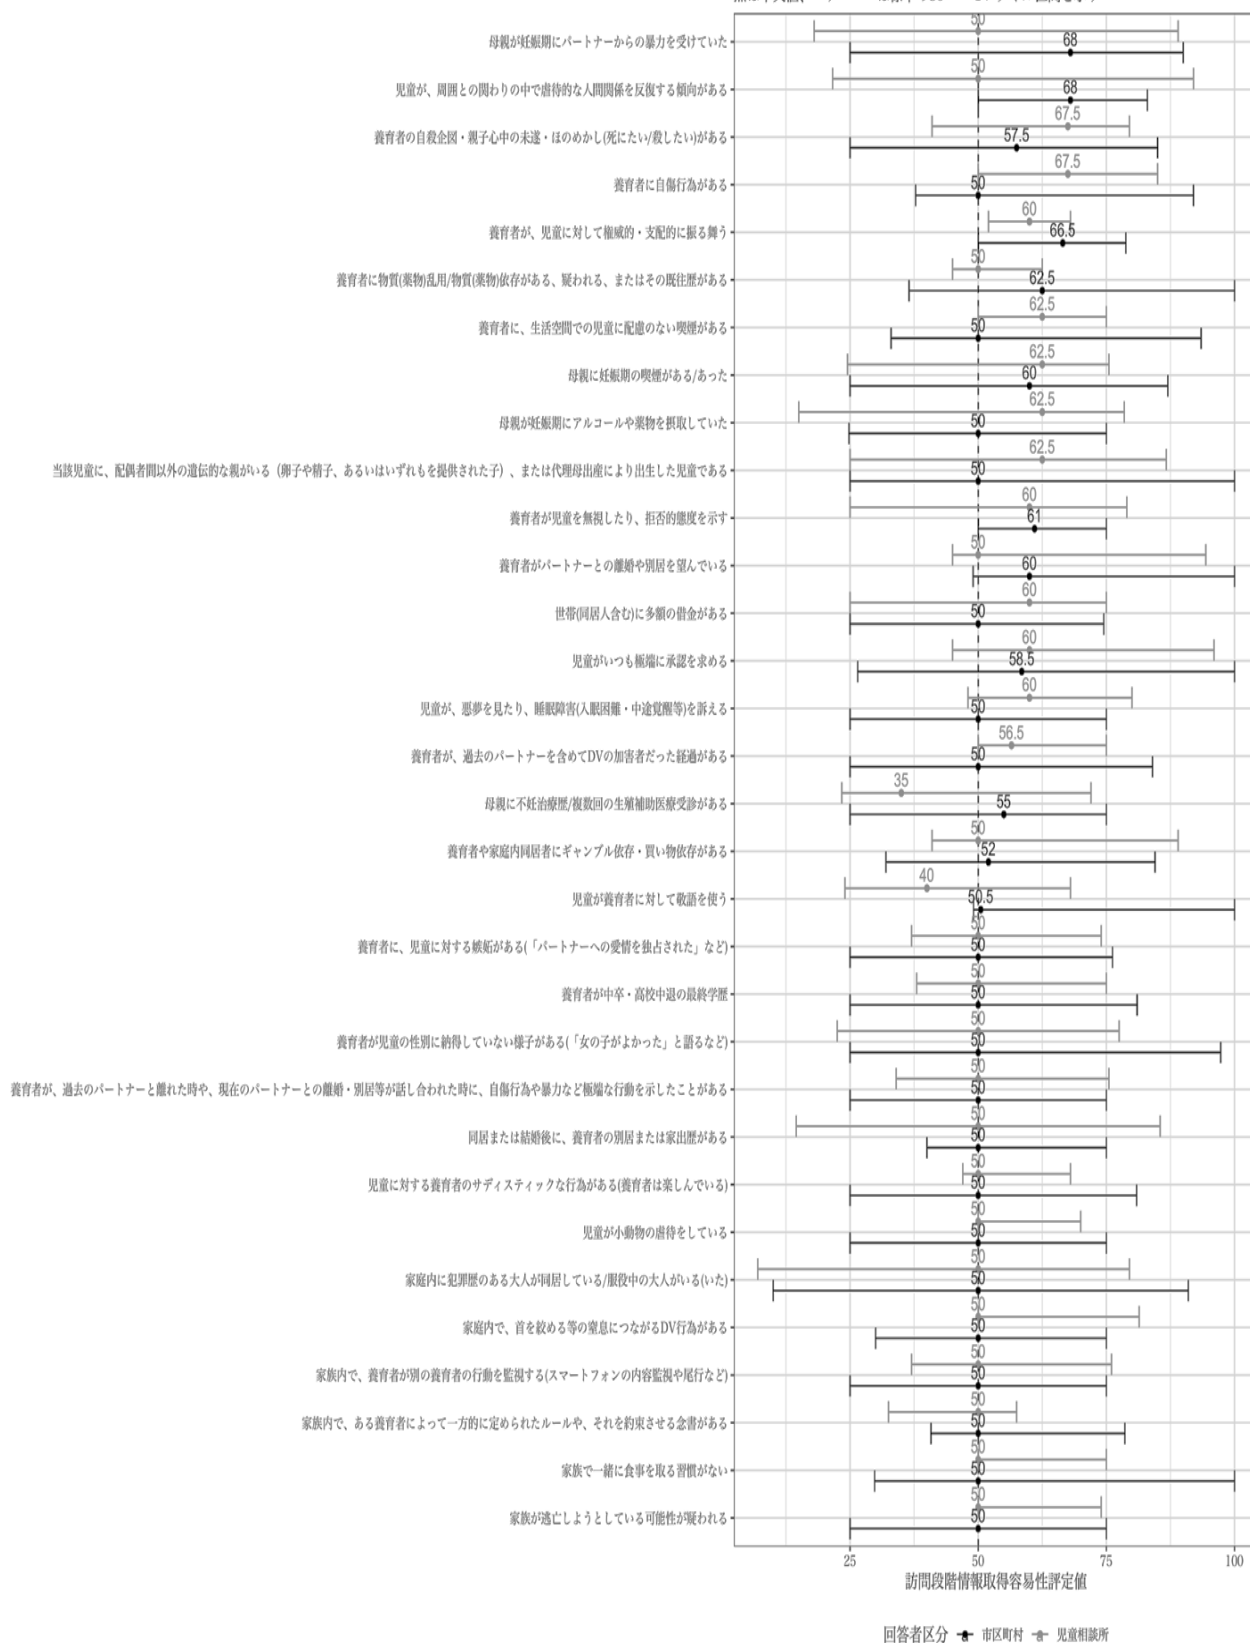 50
母親が妊娠期にパートナーからの暴力を受けていた
68
50
児童が、周囲との関わりの中で虐待的な人間関係を反復する傾向がある
68
67.5
養育者の自殺企図・親子心中の未遂・ほのめかし(死にたい/殺したい)がある
57.5
67.5
養育者に自傷行為がある
50
60
養育者が、児童に対して権威的・支配的に振る舞う
66.5
50
養育者に物質(薬物)乱用/物質(薬物)依存がある、疑われる、またはその既往歴がある
62.5
62.5
養育者に、生活空間での児童に配慮のない喫煙がある
50
62.5
母親に妊娠期の喫煙がある/あった
60
62.5
母親が妊娠期にアルコールや薬物を摂取していた
50
62.5
当該児童に、配偶者間以外の遺伝的な親がいる（卵子や精子、あるいはいずれもを提供された子）、または代理母出産により出生した児童である
50
60
養育者が児童を無視したり、拒否的態度を示す
61
50
養育者がパートナーとの離婚や別居を望んでいる
60
60
世帯(同居人含む)に多額の借金がある
50
60
児童がいつも極端に承認を求める
58.5
60
児童が、悪夢を見たり、睡眠障害(入眠困難・中途覚醒等)を訴える
50
56.5
養育者が、過去のパートナーを含めてDVの加害者だった経過がある
50
35
母親に不妊治療歴/複数回の生殖補助医療受診がある
55
50
養育者や家庭内同居者にギャンブル依存・買い物依存がある
52
40
児童が養育者に対して敬語を使う
50.5
50
養育者に、児童に対する嫉妬がある(「パートナーへの愛情を独占された」など)
50
50
養育者が中卒・高校中退の最終学歴
50
50
養育者が児童の性別に納得していない様子がある(「女の子がよかった」と語るなど)
50
50
養育者が、過去のパートナーと離れた時や、現在のパートナーとの離婚・別居等が話し合われた時に、自傷行為や暴力など極端な行動を示したことがある
50
50
同居または結婚後に、養育者の別居または家出歴がある
50
50
児童に対する養育者のサディスティックな行為がある(養育者は楽しんでいる)
50
50
児童が小動物の虐待をしている
50
50
家庭内に犯罪歴のある大人が同居している/服役中の大人がいる(いた)
50
50
家庭内で、首を絞める等の窒息につながるDV行為がある
50
50
家族内で、養育者が別の養育者の行動を監視する(スマートフォンの内容監視や尾行など)
50
50
家族内で、ある養育者によって一方的に定められたルールや、それを約束させる念書がある
50
50
家族で一緒に食事を取る習慣がない
50
50
家族が逃亡しようとしている可能性が疑われる
50
25 50 75 100
訪問段階情報取得容易性評定値
回答者区分 市区町村 児童相談所